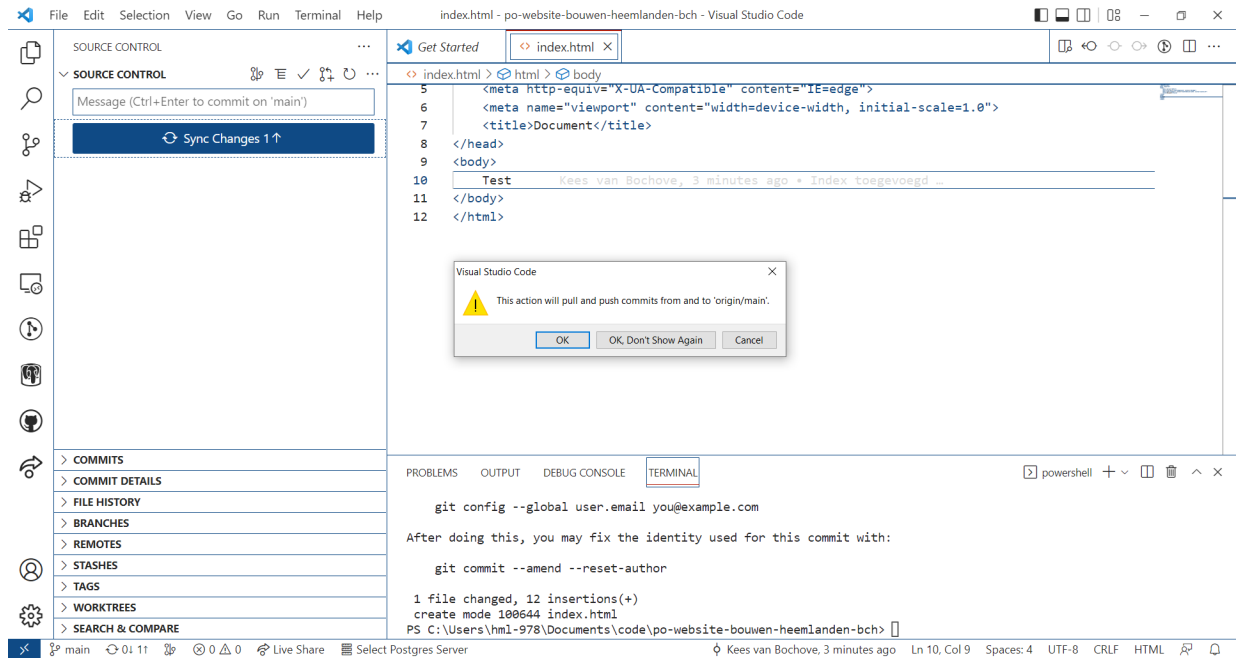 File Edit Selection View Go Run Terminal Help index.html - po-website-bouwen-heemlanden-bch - Visual Studio Code
SOURCE CONTROL
SOURCE CONTROL
Message (Ctrl+Enter to commit on 'main')
Sync Changes 1↑
COMMITS
COMMIT DETAILS
FILE HISTORY
BRANCHES
REMOTES
STASHES
TAGS
WORKTREES
SEARCH & COMPARE
Get Started index.html
index.html > html > body
5 <meta http-equiv="X-UA-Compatible" content="IE=edge">
6 <meta name="viewport" content="width=device-width, initial-scale=1.0">
7 <title>Document</title>
8 </head>
9 <body>
10 Test Kees van Bochove, 3 minutes ago • Index toegevoegd …
11 </body>
12 </html>
Visual Studio Code
This action will pull and push commits from and to 'origin/main'.
OK OK, Don't Show Again Cancel
PROBLEMS OUTPUT DEBUG CONSOLE TERMINAL powershell
git config --global user.email you@example.com
After doing this, you may fix the identity used for this commit with:
git commit --amend --reset-author
1 file changed, 12 insertions(+)
create mode 100644 index.html
PS C:\Users\hml-978\Documents\code\po-website-bouwen-heemlanden-bch>
main 0↓ 1↑ 0 0 Live Share Select Postgres Server Kees van Bochove, 3 minutes ago Ln 10, Col 9 Spaces: 4 UTF-8 CRLF HTML